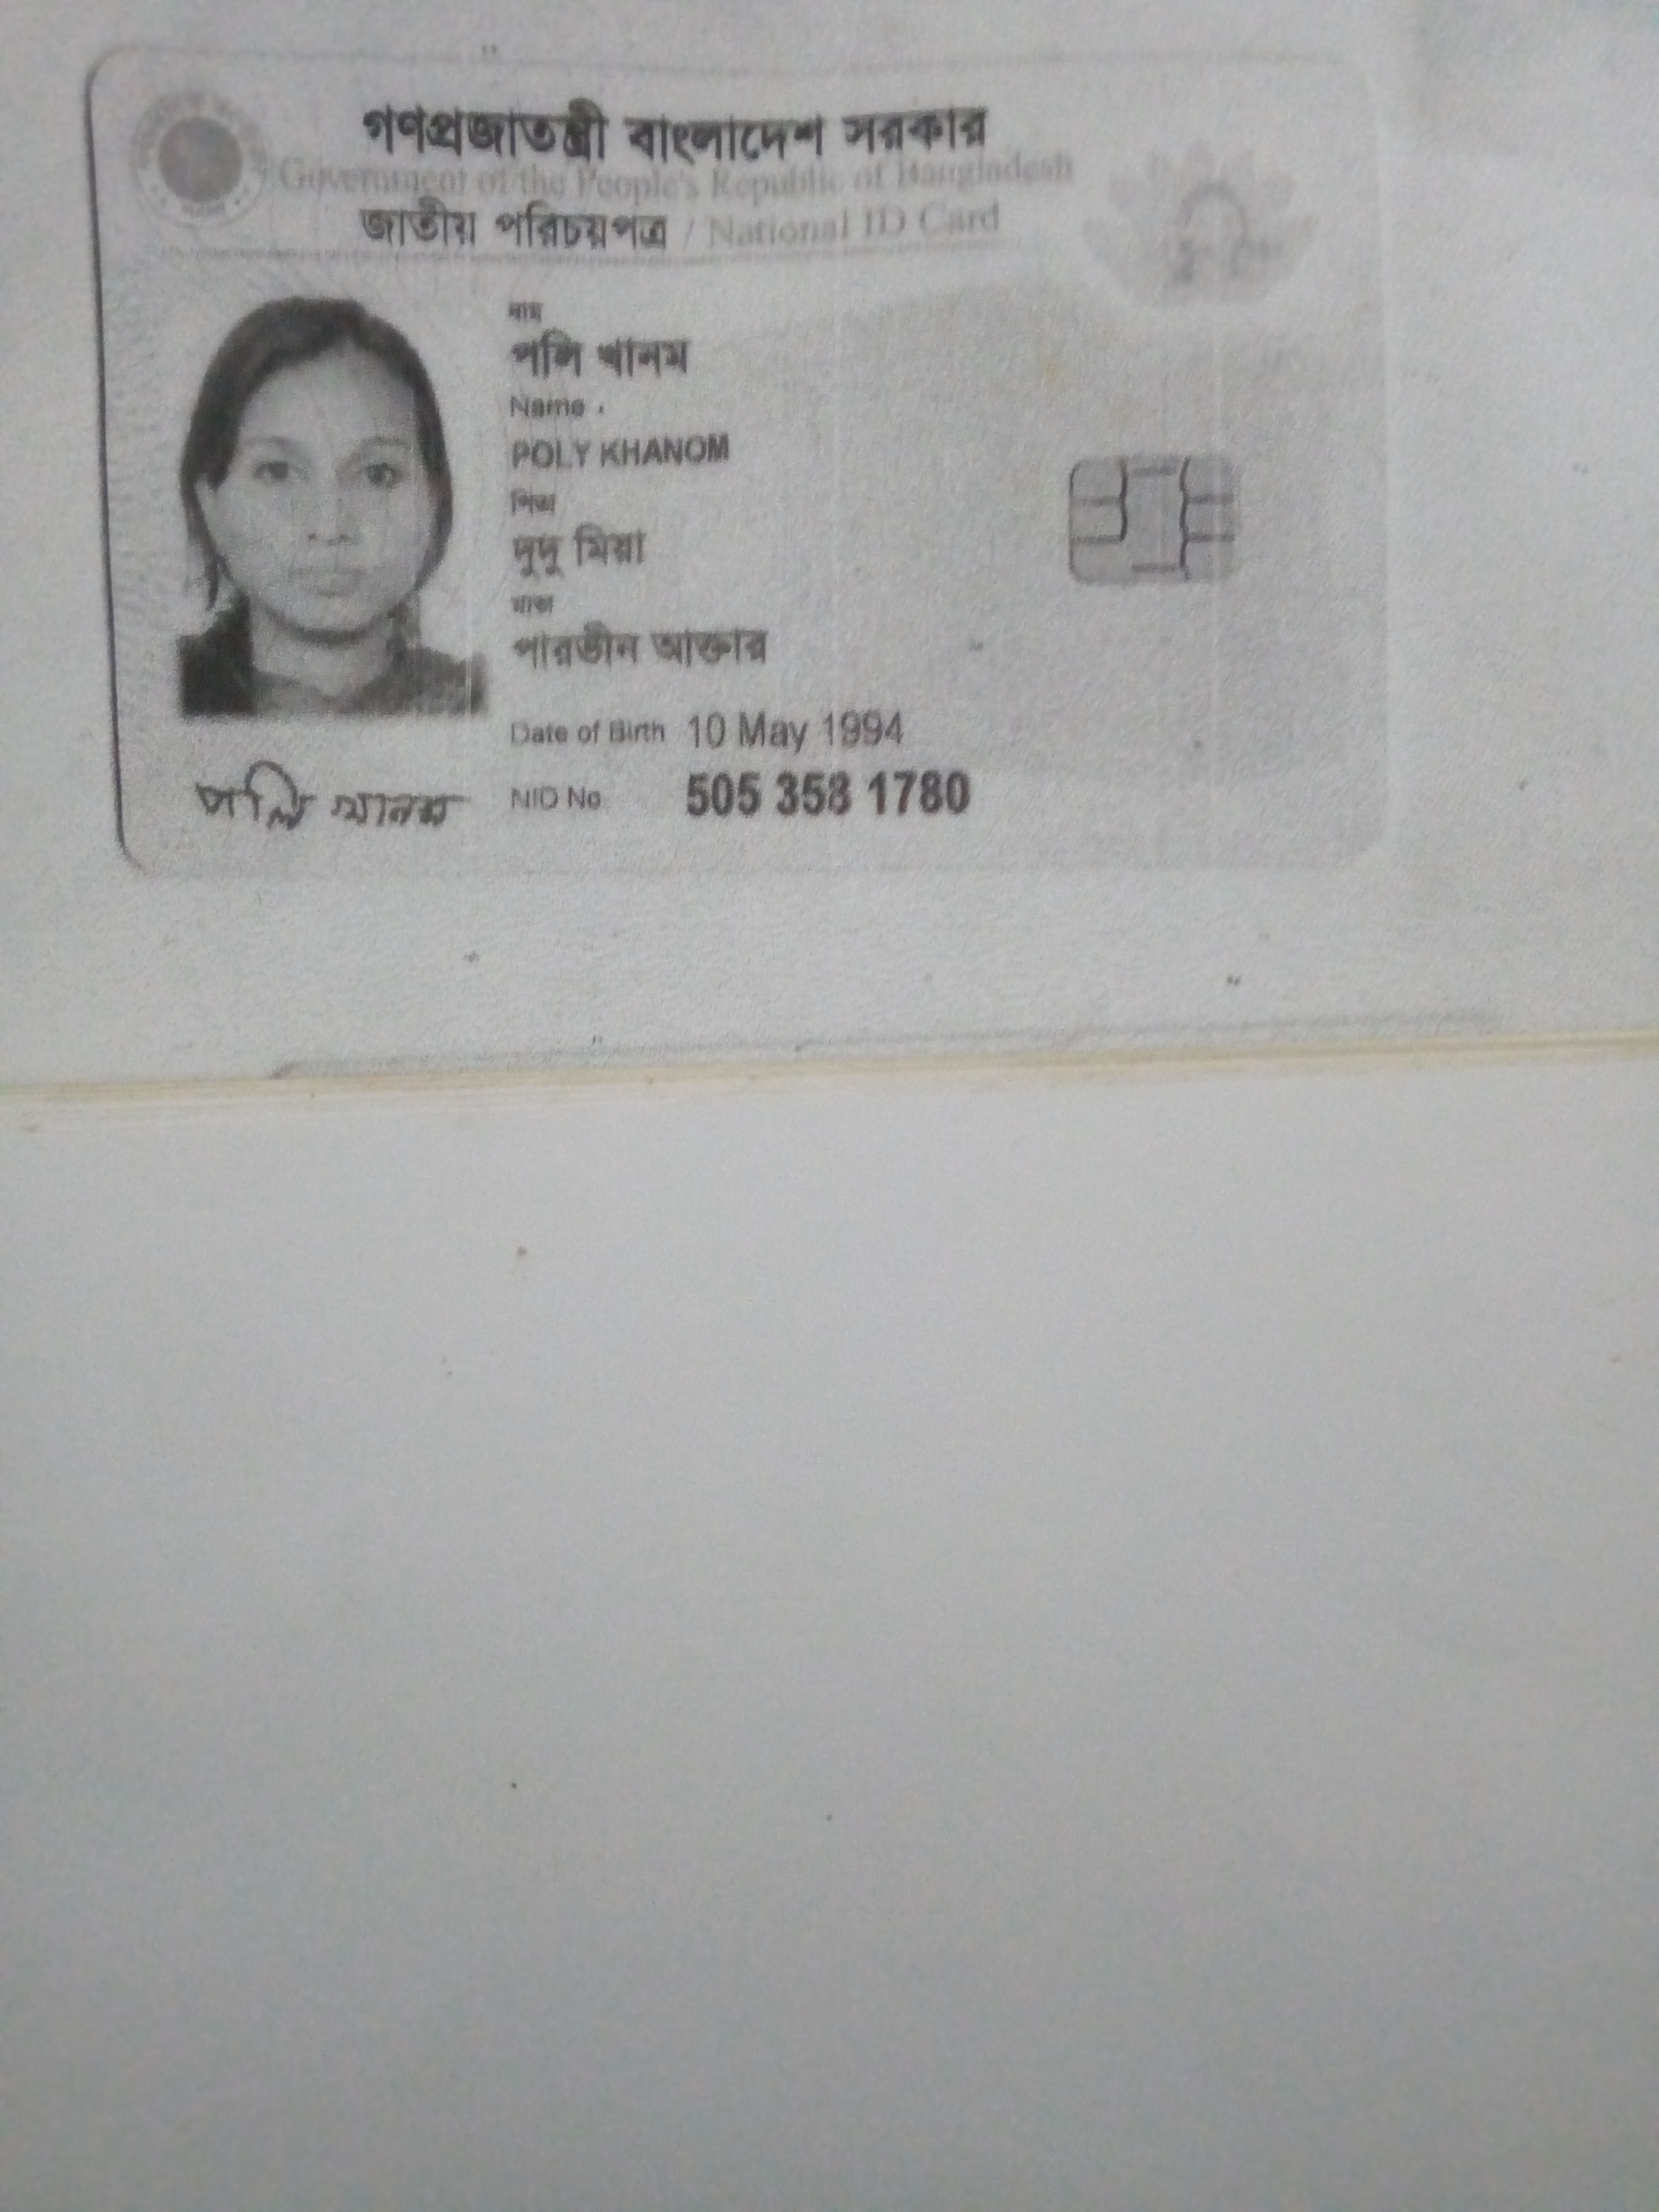 গণপ্রজাতন্ত্রী বাংলাদেশ সরকার
Government of the People's Republic of Bangladesh
জাতীয় পরিচয়পত্র / National ID Card
নাম
পলি খানম
Name
POLY KHANOM
পিতা
দুদু মিয়া
মাতা
পারভীন আক্তার
Date of Birth 10 May 1994
পলি খানম
NID No 505 358 1780